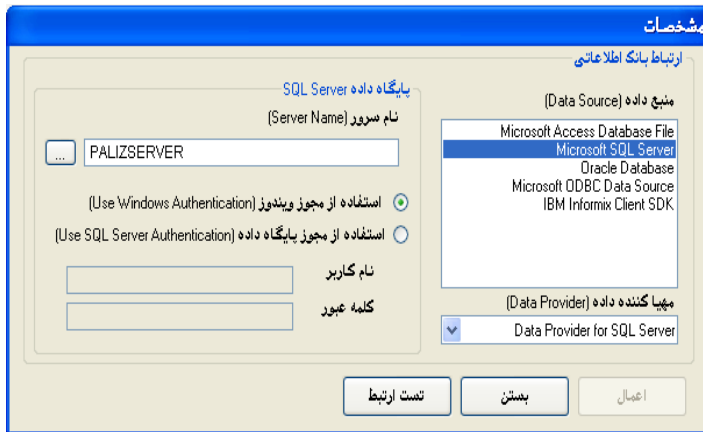 مشخصات
ارتباط بانک اطلاعاتی
منبع داده (Data Source)
Microsoft Access Database File
Microsoft SQL Server
Oracle Database
Microsoft ODBC Data Source
IBM Informix Client SDK
مهیا کننده داده (Data Provider)
Data Provider for SQL Server
پایگاه داده SQL Server
نام سرور (Server Name)
PALIZSERVER
...
استفاده از مجوز ویندوز (Use Windows Authentication)
استفاده از مجوز پایگاه داده (Use SQL Server Authentication)
نام کاربر
کلمه عبور
اعمال
بستن
تست ارتبط